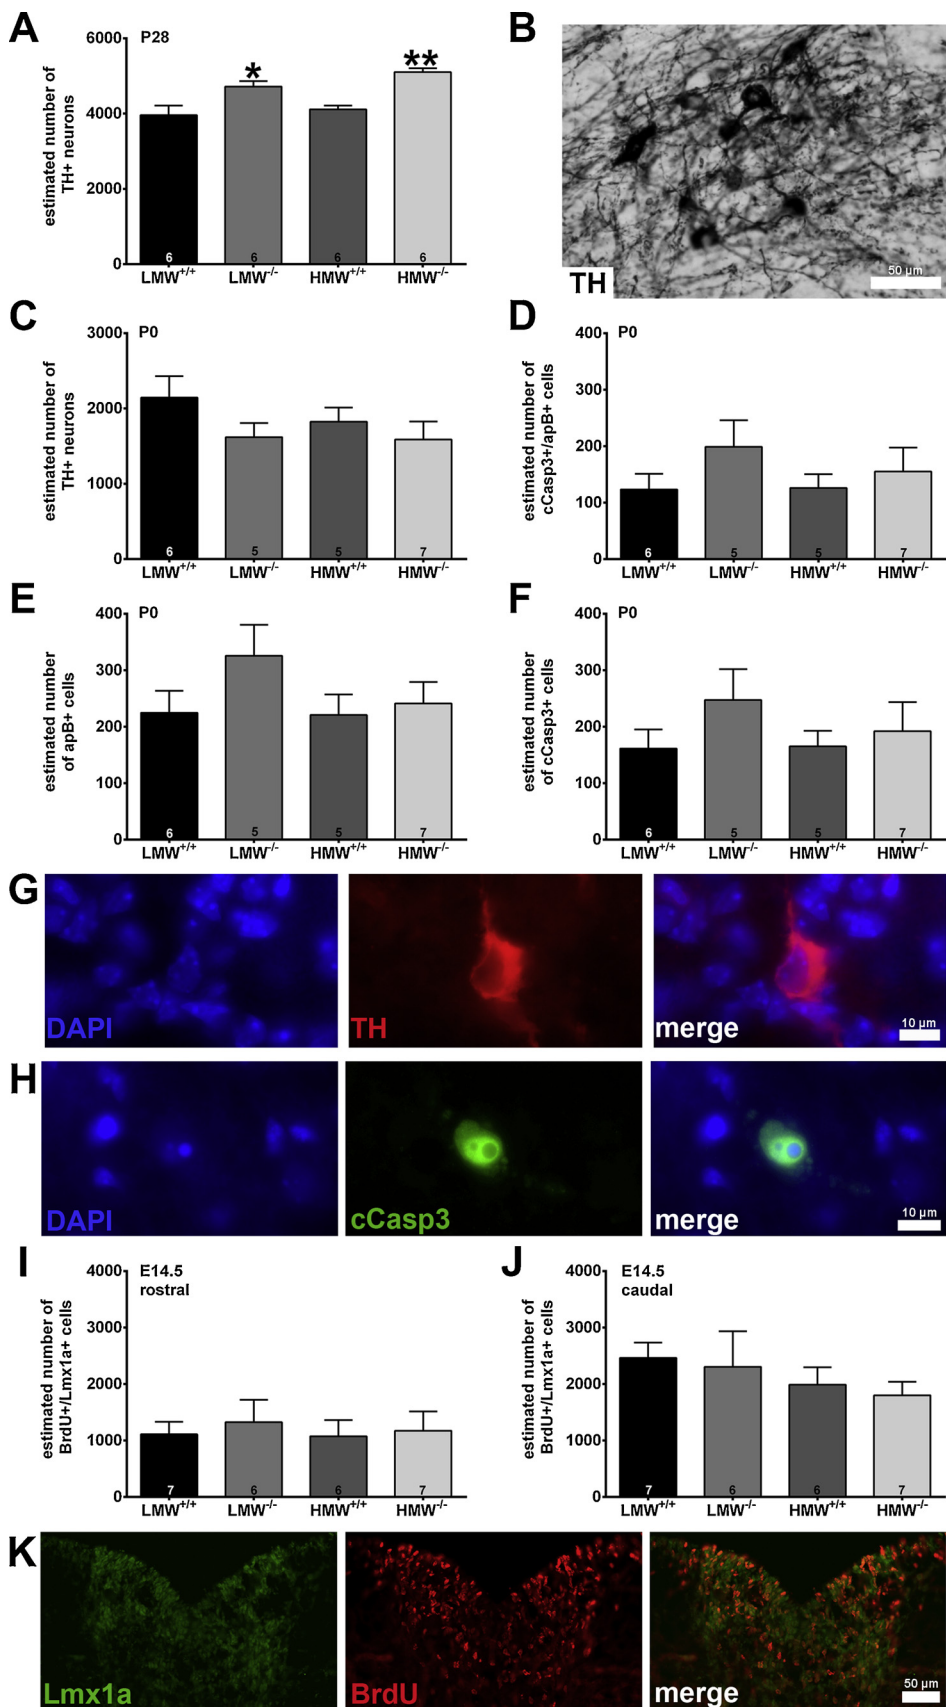 A
P28
estimated number of
TH+ neurons
6000
4000
2000
0
*
**
6 6 6 6
LMW+/+ LMW-/- HMW+/+ HMW-/-
B
TH
50 µm
C
P0
estimated number of
TH+ neurons
3000
2000
1000
0
6 5 5 7
LMW+/+ LMW-/- HMW+/+ HMW-/-
D
P0
estimated number of
cCasp3+/apB+ cells
400
300
200
100
0
6 5 5 7
LMW+/+ LMW-/- HMW+/+ HMW-/-
E
P0
estimated number
of apB+ cells
400
300
200
100
0
6 5 5 7
LMW+/+ LMW-/- HMW+/+ HMW-/-
F
P0
estimated number
of cCasp3+ cells
400
300
200
100
0
6 5 5 7
LMW+/+ LMW-/- HMW+/+ HMW-/-
G
DAPI
TH
merge
10 µm
H
DAPI
cCasp3
merge
10 µm
I
E14.5
rostral
estimated number of
BrdU+/Lmx1a+ cells
4000
3000
2000
1000
0
7 6 6 7
LMW+/+ LMW-/- HMW+/+ HMW-/-
J
E14.5
caudal
estimated number of
BrdU+/Lmx1a+ cells
4000
3000
2000
1000
0
7 6 6 7
LMW+/+ LMW-/- HMW+/+ HMW-/-
K
Lmx1a
BrdU
merge
50 µm